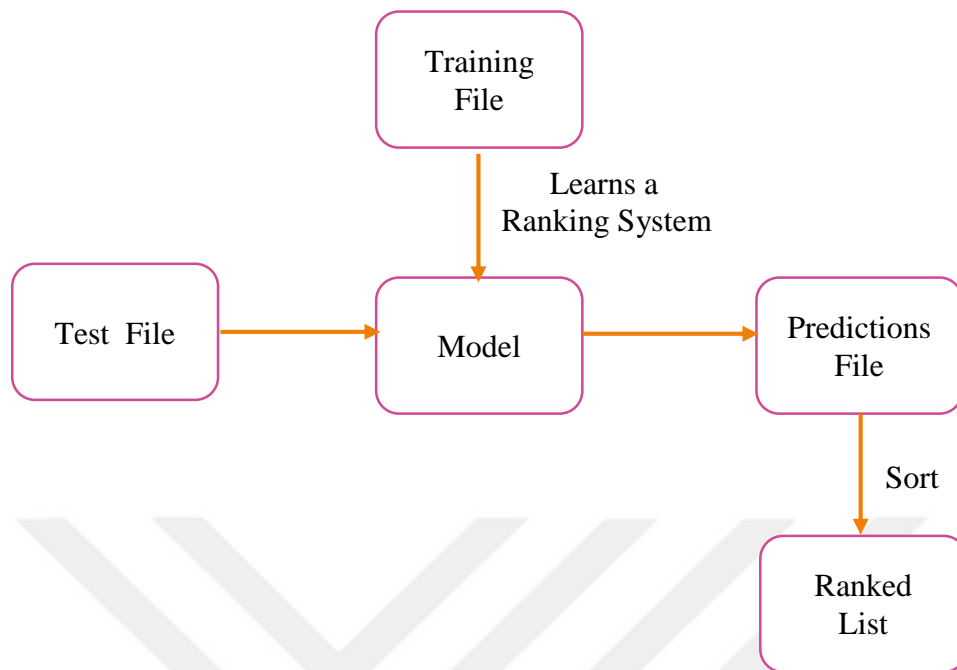 Training
File
Learns a
Ranking System
Test File
Model
Predictions
File
Sort
Ranked
List